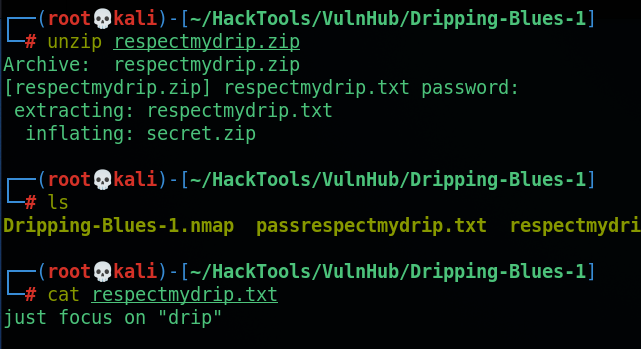 ┌──(root💀kali)-[~/HackTools/VulnHub/Dripping-Blues-1]
└─# unzip respectmydrip.zip
Archive:  respectmydrip.zip
[respectmydrip.zip] respectmydrip.txt password:
 extracting: respectmydrip.txt
  inflating: secret.zip
┌──(root💀kali)-[~/HackTools/VulnHub/Dripping-Blues-1]
└─# ls
Dripping-Blues-1.nmap  passrespectmydrip.txt  respectmydri
┌──(root💀kali)-[~/HackTools/VulnHub/Dripping-Blues-1]
└─# cat respectmydrip.txt
just focus on "drip"